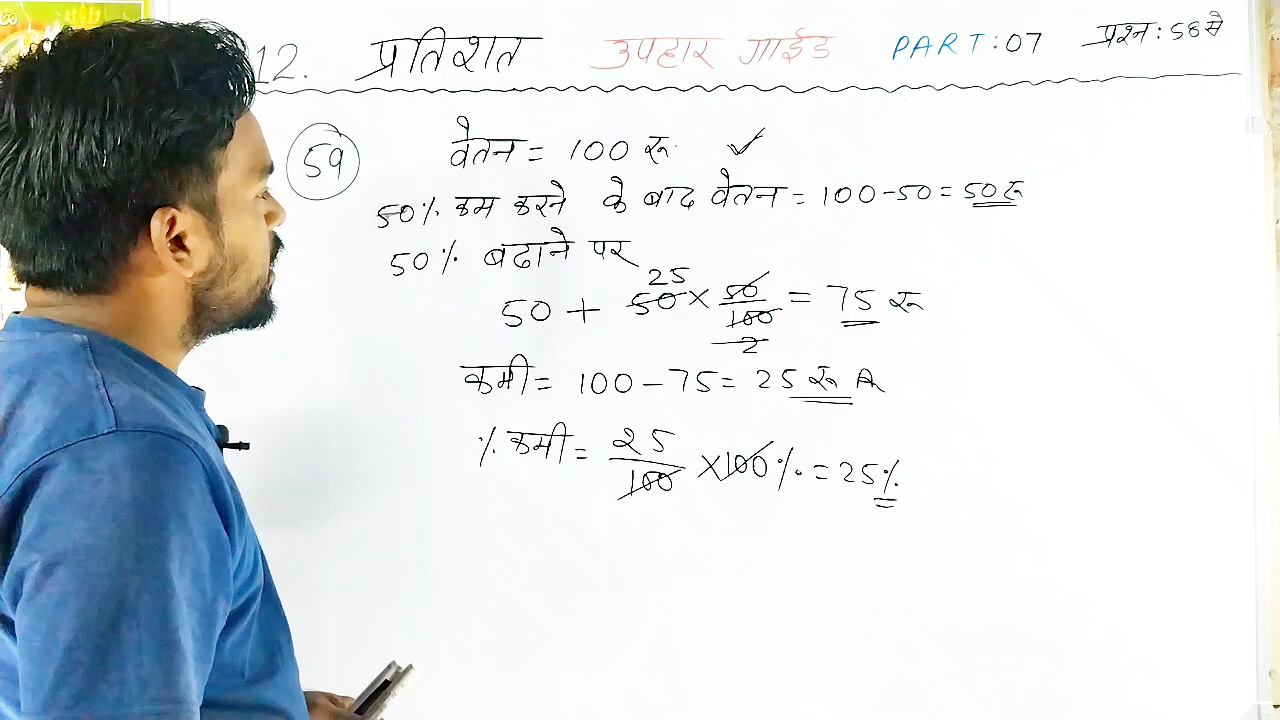 12. प्रतिशत उपहार गाईड PART:07 प्रश्न:58 से
59
वेतन = 100 रू. ✓
50% कम करने के बाद वेतन = 100-50 = 50 रू
50% बढाने पर
25
50 + 50 × 50/100 = 75 रू
2
कमी = 100 - 75 = 25 रू
% कमी = 25/100 × 100% = 25%